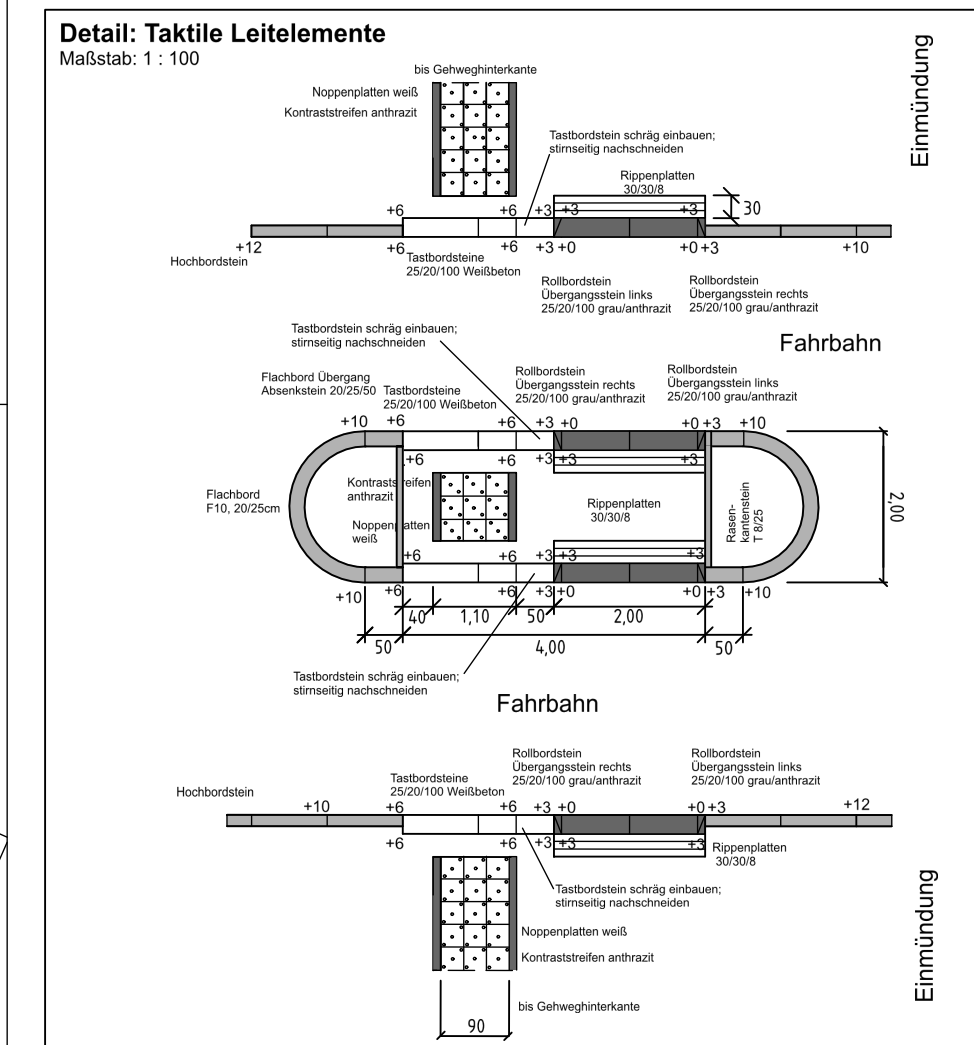 Detail: Taktile Leitelemente
Maßstab: 1 : 100
Einmündung
bis Gehweghinterkante
Noppenplatten weiß
Kontraststreifen anthrazit
Tastbordstein schräg einbauen;
stirnseitig nachschneiden
Rippenplatten
30/30/8
30
+6 +6 +3 +3 +3
+12 +6 +6 +3 +0 +0 +3 +10
Hochbordstein
Tastbordsteine
25/20/100 Weißbeton
Rollbordstein
Übergangsstein links
25/20/100 grau/anthrazit
Rollbordstein
Übergangsstein rechts
25/20/100 grau/anthrazit
Tastbordstein schräg einbauen;
stirnseitig nachschneiden
Fahrbahn
Flachbord Übergang
Absenkstein 20/25/50
Tastbordsteine
25/20/100 Weißbeton
Rollbordstein
Übergangsstein rechts
25/20/100 grau/anthrazit
Rollbordstein
Übergangsstein links
25/20/100 grau/anthrazit
+10 +6 +6 +3 +0 +0 +3 +10
+6 +6 +3 +3 +3
Kontraststreifen
anthrazit
Flachbord
F10, 20/25cm
Noppenplatten
weiß
Rippenplatten
30/30/8
Rasen-
kantenstein
T 8/25
2,00
+6 +6 +3 +3 +3
+10 +6 +6 +3 +0 +0 +3 +10
40 1,10 50 2,00
50 4,00 50
Tastbordstein schräg einbauen;
stirnseitig nachschneiden
Fahrbahn
Hochbordstein
Tastbordsteine
25/20/100 Weißbeton
Rollbordstein
Übergangsstein rechts
25/20/100 grau/anthrazit
Rollbordstein
Übergangsstein links
25/20/100 grau/anthrazit
+10 +6 +6 +3 +0 +0 +3 +12
+6 +6 +3 +3 +3
Rippenplatten
30/30/8
Tastbordstein schräg einbauen;
stirnseitig nachschneiden
Noppenplatten weiß
Kontraststreifen anthrazit
Einmündung
bis Gehweghinterkante
90